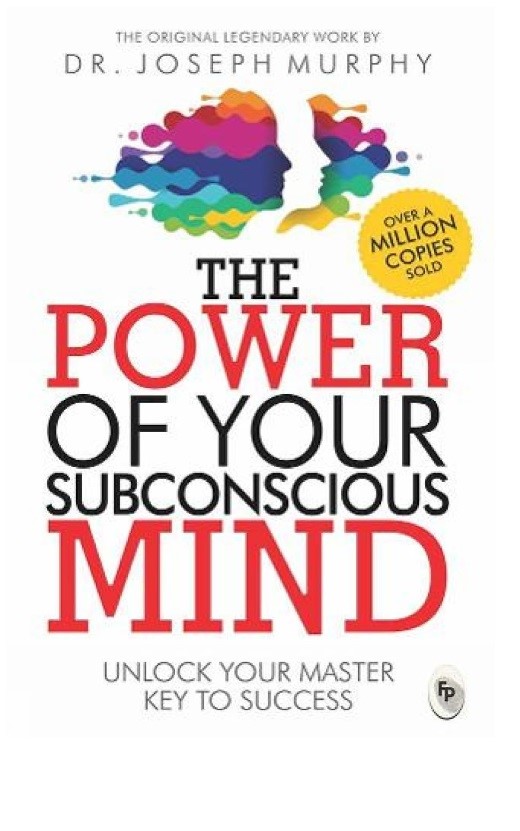 THE ORIGINAL LEGENDARY WORK BY
DR. JOSEPH MURPHY
OVER A
MILLION
COPIES
SOLD
THE
POWER
OF YOUR
SUBCONSCIOUS
MIND
UNLOCK YOUR MASTER
KEY TO SUCCESS
FP